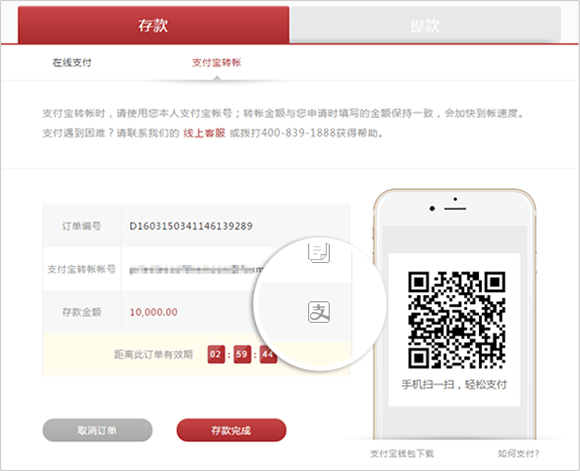 存款
提款
在线支付
支付宝转帐
支付宝转帐时，请使用您本人支付宝帐号；转帐金额与您申请时填写的金额保持一致，会加快到帐速度。
支付遇到困难？请联系我们的 线上客服 或拨打400-839-1888获得帮助。
订单编号 D1603150341146139289
支付宝转帐帐号
存款金额 10,000.00
支
距离此订单有效期 02 : 59 : 44
手机扫一扫，轻松支付
取消订单
存款完成
支付宝钱包下载
如何支付?